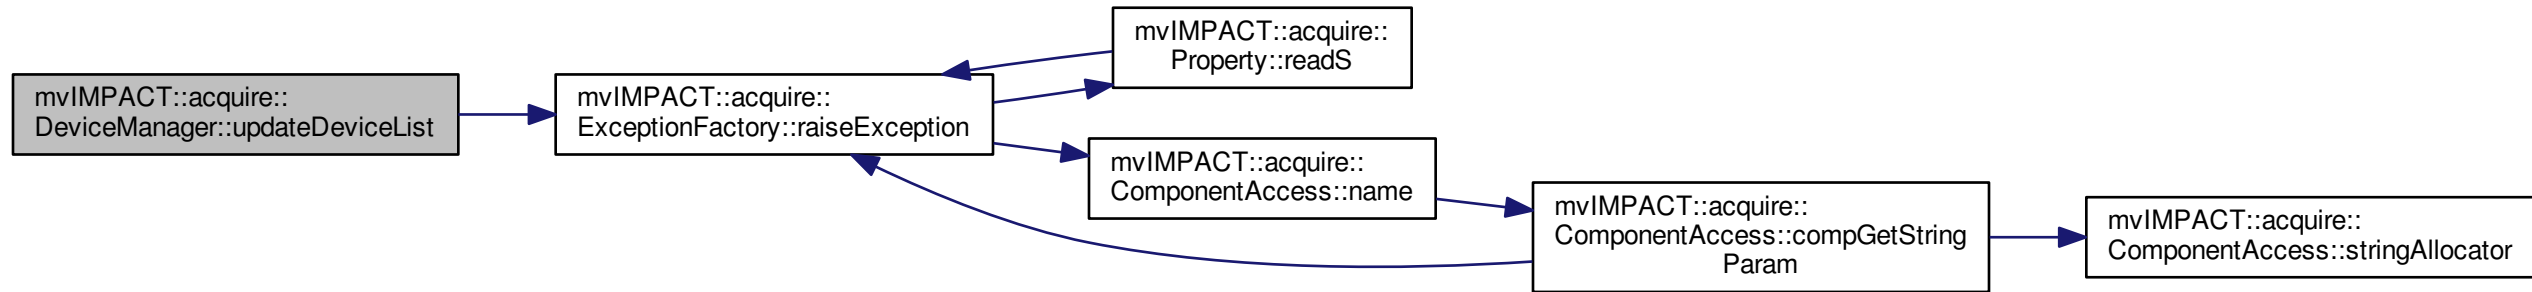 mvIMPACT::acquire::
DeviceManager::updateDeviceList
mvIMPACT::acquire::
ExceptionFactory::raiseException
mvIMPACT::acquire::
Property::readS
mvIMPACT::acquire::
ComponentAccess::name
mvIMPACT::acquire::
ComponentAccess::compGetString
Param
mvIMPACT::acquire::
ComponentAccess::stringAllocator